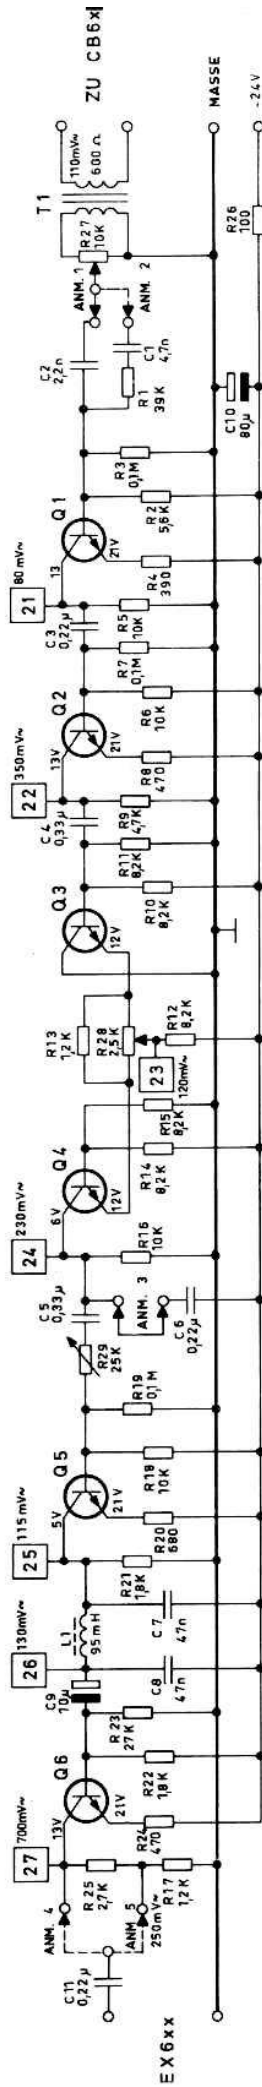 ZU CB6x
110mV~
600Ω
T1
R27
10K
ANM. 1
2
ANM.
C2
2,2n
C1
4,7n
R1
39K
R3
0,1M
Q1
R2
5,6K
21V
13
R4
390
80 mV~
21
C3
0,22µ
R5
10K
R7
0,1M
Q2
R6
10K
21V
13V
R8
470
350mV~
22
C4
0,33µ
R9
4,7K
R11
8,2K
Q3
R10
8,2K
12V
R13
1,2K
R28
2,5K
23
120mV~
R12
8,2K
R15
8,2K
Q4
R14
8,2K
12V
6V
230mV~
24
R16
10K
C5
0,33µ
ANM. 3
C6
0,22µ
R29
25K
R19
0,1M
Q5
R18
10K
21V
5V
R20
680
115mV~
25
R21
1,8K
L1
95mH
C7
47n
130mV~
26
C8
47n
C9
10µ
R23
27K
Q6
R22
1,8K
21V
13V
R24
470
700mV~
27
R25
2,7K
R17
1,2K
ANM. 4
ANM. 5
250mV~
C11
0,22µ
EX6xx
MASSE
-24V
R26
100
C10
80µ